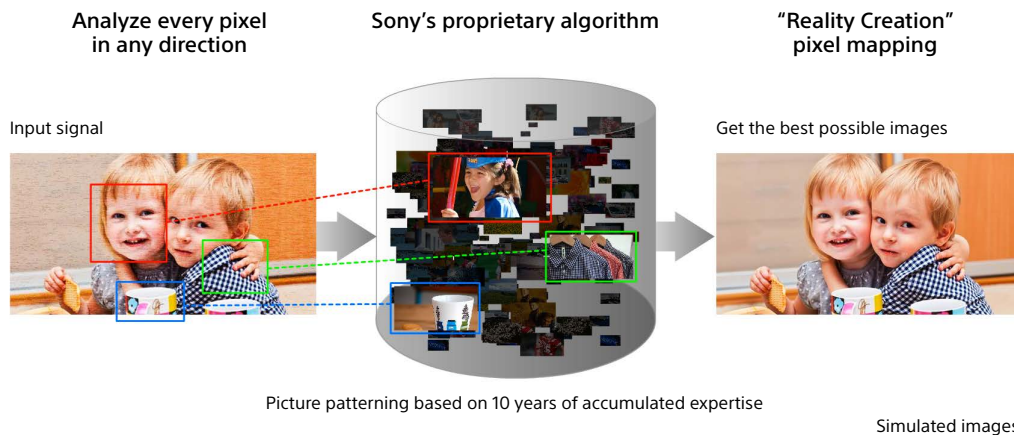 Analyze every pixel
in any direction
Sony’s proprietary algorithm
“Reality Creation”
pixel mapping
Input signal
Get the best possible images
Picture patterning based on 10 years of accumulated expertise
Simulated images